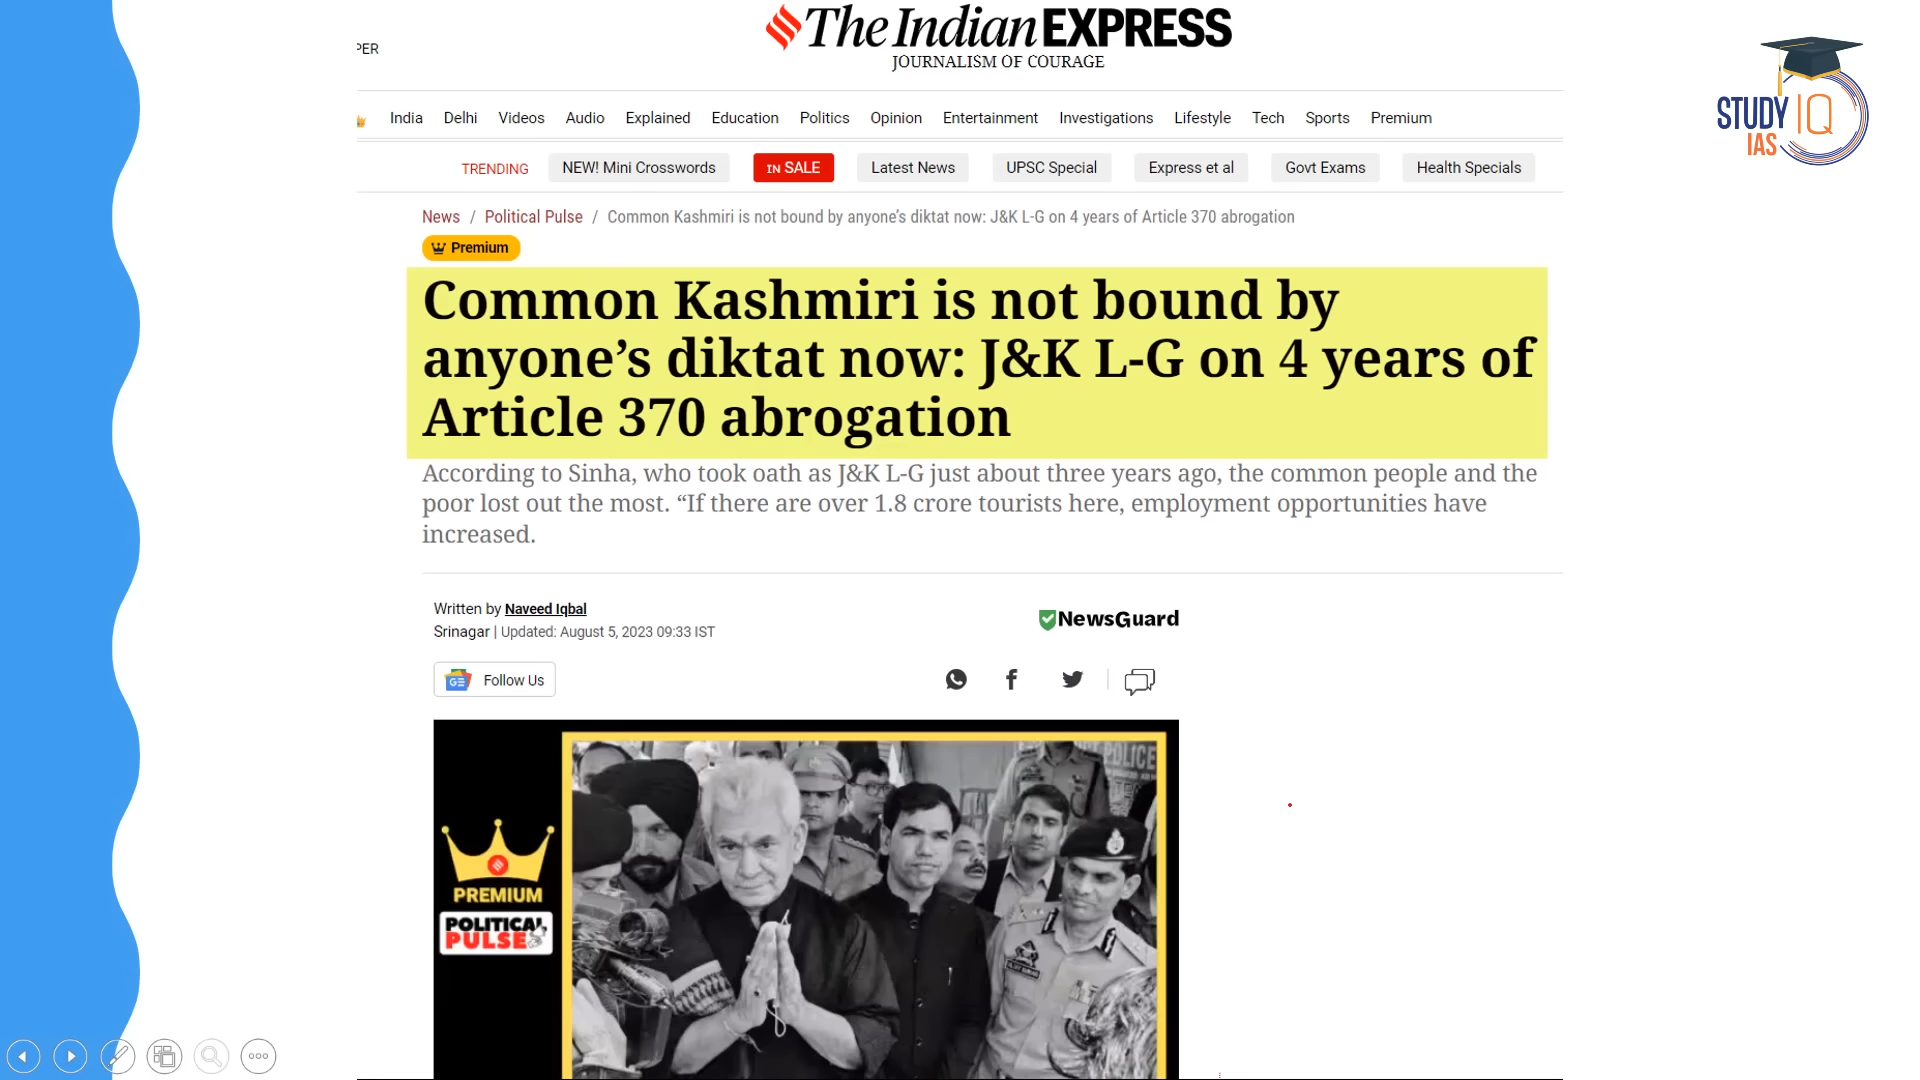 The Indian EXPRESS
JOURNALISM OF COURAGE
PER
STUDY IQ
IAS
India Delhi Videos Audio Explained Education Politics Opinion Entertainment Investigations Lifestyle Tech Sports Premium
TRENDING NEW! Mini Crosswords IN SALE Latest News UPSC Special Express et al Govt Exams Health Specials
News / Political Pulse / Common Kashmiri is not bound by anyone’s diktat now: J&K L-G on 4 years of Article 370 abrogation
Premium
Common Kashmiri is not bound by
anyone’s diktat now: J&K L-G on 4 years of
Article 370 abrogation
According to Sinha, who took oath as J&K L-G just about three years ago, the common people and the
poor lost out the most. “If there are over 1.8 crore tourists here, employment opportunities have
increased.
Written by Naveed Iqbal
Srinagar | Updated: August 5, 2023 09:33 IST
NewsGuard
GE Follow Us
POLICE
PREMIUM
POLITICAL
PULSE